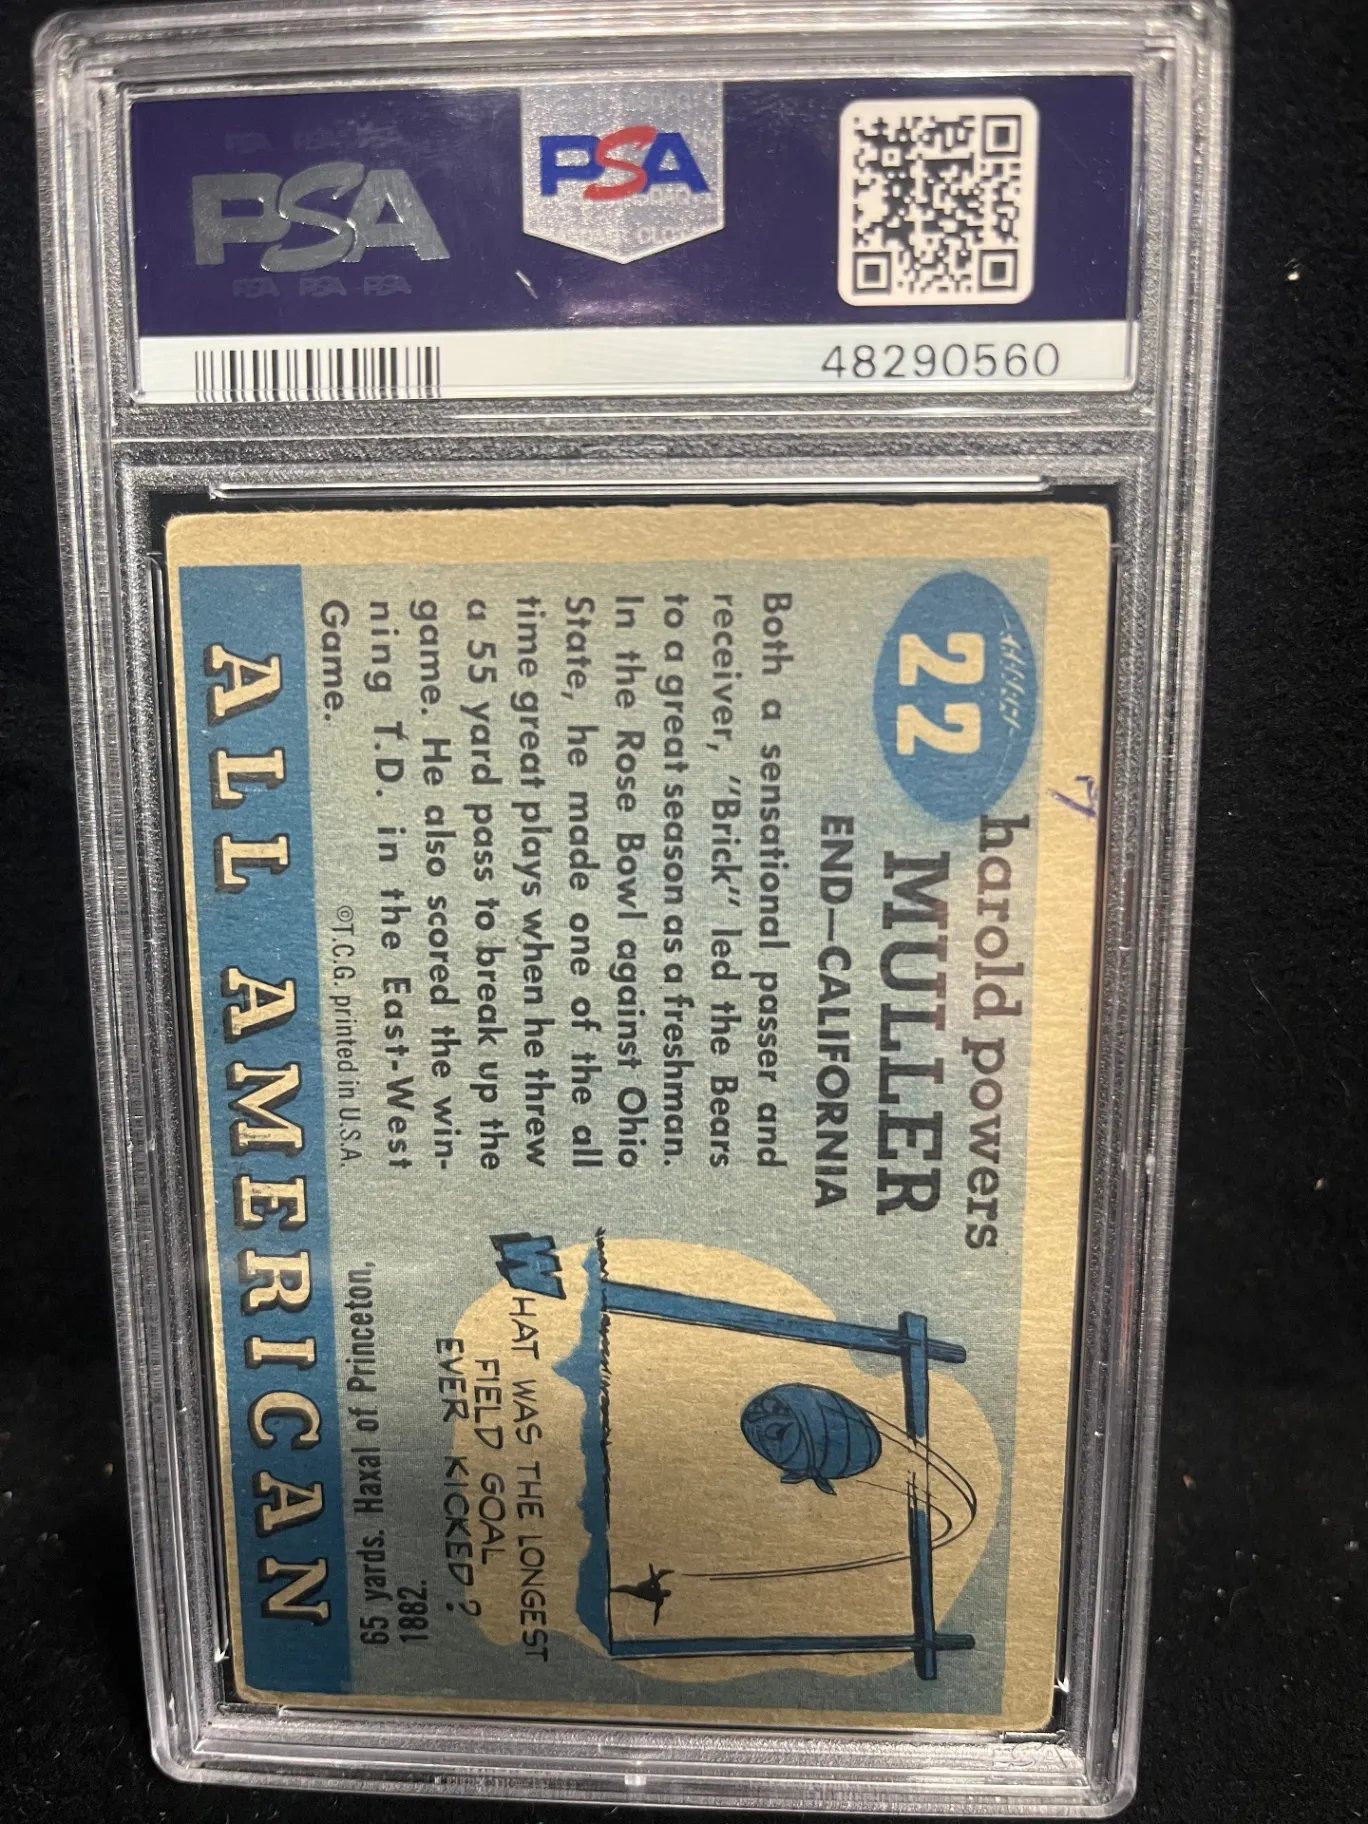 PSA
PSA
48290560
22
harold powers
MULLER
END—CALIFORNIA
Both a sensational passer and
receiver, "Brick" led the Bears
to a great season as a freshman.
In the Rose Bowl against Ohio
State, he made one of the all
time great plays when he threw
a 55 yard pass to break up the
game. He also scored the win-
ning T.D. in the East-West
Game.
©T.C.G. printed in U.S.A.
WHAT WAS THE LONGEST
FIELD GOAL
EVER KICKED?
65 yards. Haxal of Princeton,
1882.
ALL AMERICAN